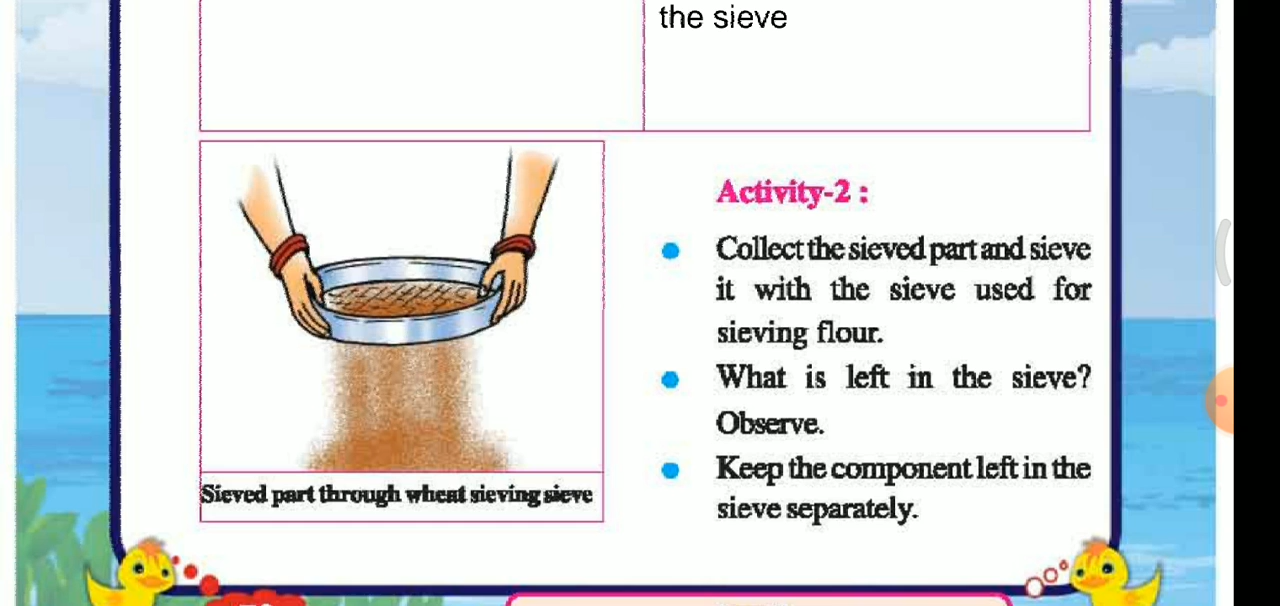 the sieve
Activity-2 :
Collect the sieved part and sieve
it with the sieve used for
sieving flour.
What is left in the sieve?
Observe.
Keep the component left in the
sieve separately.
Sieved part through wheat sieving sieve